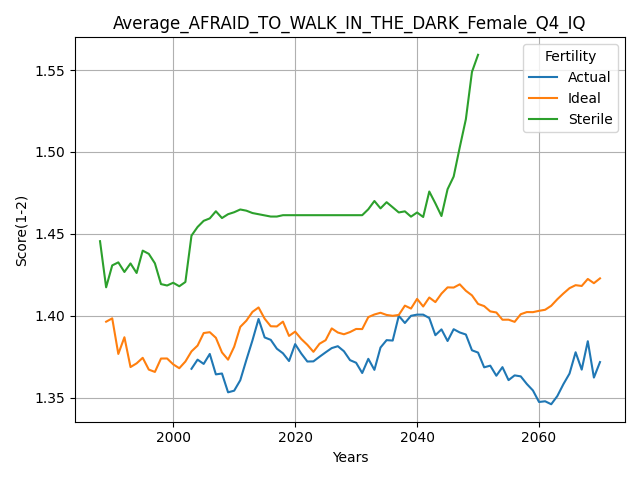 Average_AFRAID_TO_WALK_IN_THE_DARK_Female_Q4_IQ
Fertility
Actual
Ideal
Sterile
Score(1-2)
1.55
1.50
1.45
1.40
1.35
2000
2020
2040
2060
Years